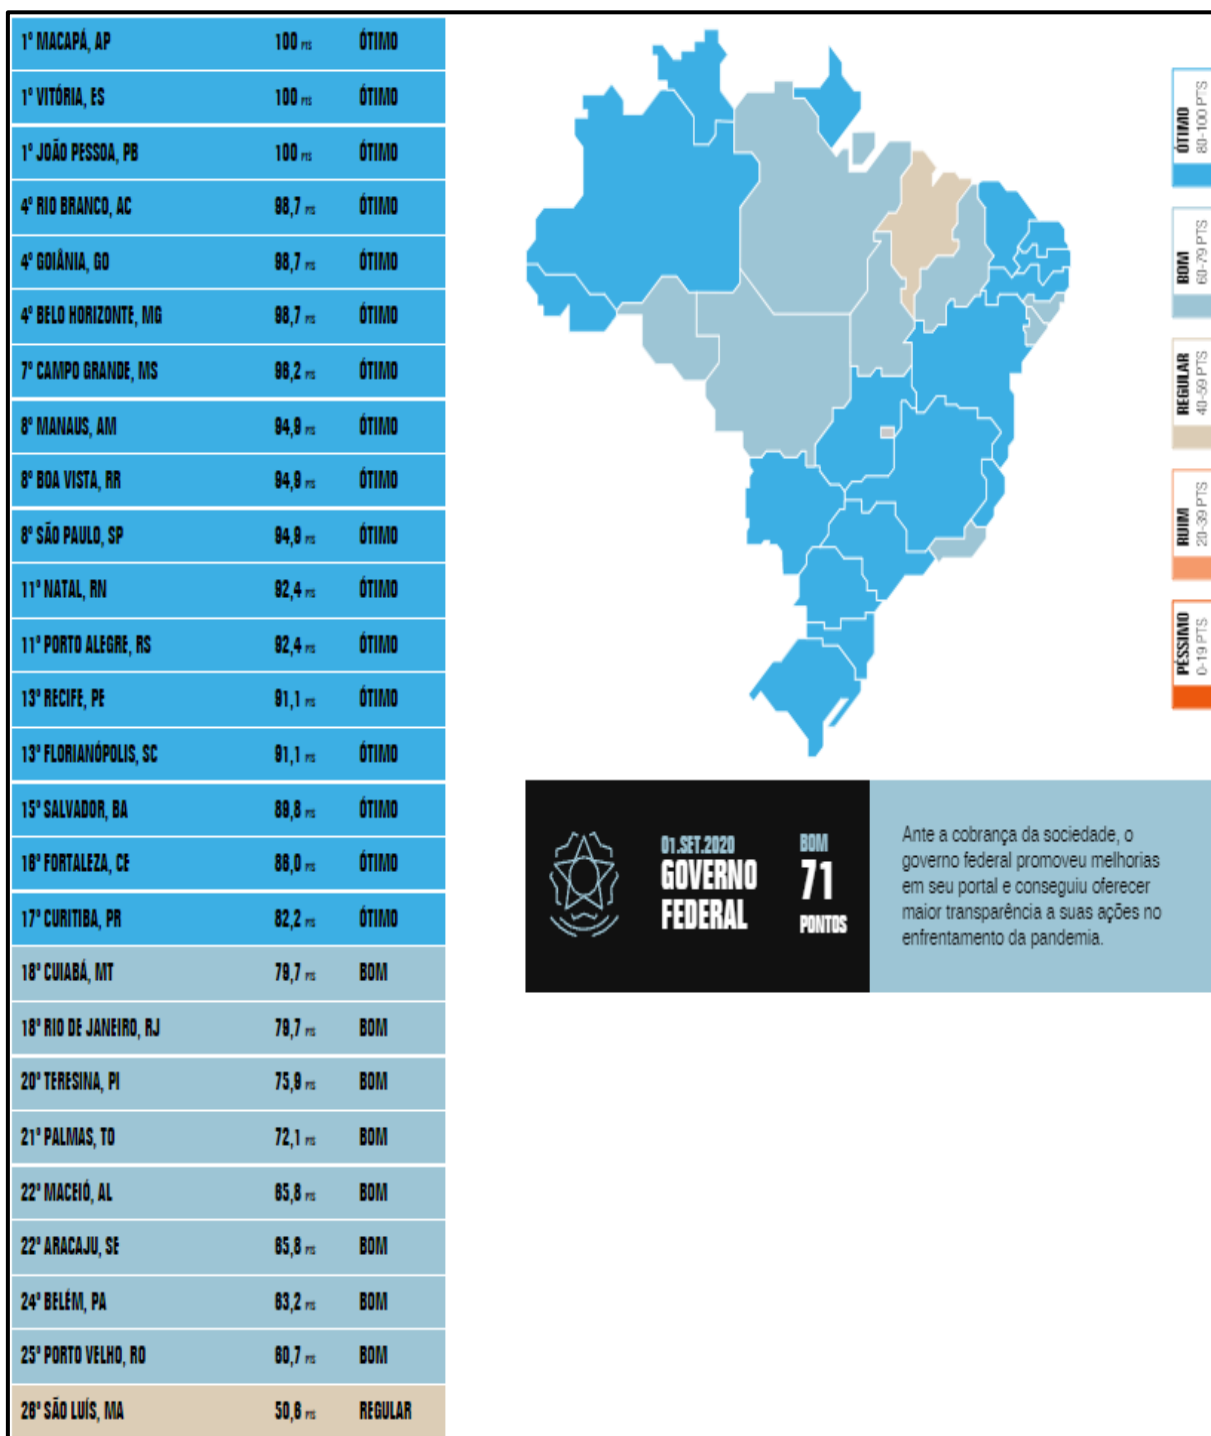 1º MACAPÁ, AP 100 PTS ÓTIMO
1º VITÓRIA, ES 100 PTS ÓTIMO
1º JOÃO PESSOA, PB 100 PTS ÓTIMO
4º RIO BRANCO, AC 98,7 PTS ÓTIMO
4º GOIÂNIA, GO 98,7 PTS ÓTIMO
4º BELO HORIZONTE, MG 98,7 PTS ÓTIMO
7º CAMPO GRANDE, MS 98,2 PTS ÓTIMO
8º MANAUS, AM 94,9 PTS ÓTIMO
8º BOA VISTA, RR 94,9 PTS ÓTIMO
8º SÃO PAULO, SP 94,9 PTS ÓTIMO
11º NATAL, RN 92,4 PTS ÓTIMO
11º PORTO ALEGRE, RS 92,4 PTS ÓTIMO
13º RECIFE, PE 91,1 PTS ÓTIMO
13º FLORIANÓPOLIS, SC 91,1 PTS ÓTIMO
15º SALVADOR, BA 89,8 PTS ÓTIMO
16º FORTALEZA, CE 86,0 PTS ÓTIMO
17º CURITIBA, PR 82,2 PTS ÓTIMO
18º CUIABÁ, MT 79,7 PTS BOM
18º RIO DE JANEIRO, RJ 79,7 PTS BOM
20º TERESINA, PI 75,9 PTS BOM
21º PALMAS, TO 72,1 PTS BOM
22º MACEIÓ, AL 65,8 PTS BOM
22º ARACAJU, SE 65,8 PTS BOM
24º BELÉM, PA 63,2 PTS BOM
25º PORTO VELHO, RO 60,7 PTS BOM
26º SÃO LUÍS, MA 50,6 PTS REGULAR
ÓTIMO
80-100 PTS
BOM
60-79 PTS
REGULAR
40-59 PTS
RUIM
20-39 PTS
PÉSSIMO
0-19 PTS
01.SET.2020
GOVERNO
FEDERAL
BOM
71
PONTOS
Ante a cobrança da sociedade, o
governo federal promoveu melhorias
em seu portal e conseguiu oferecer
maior transparência a suas ações no
enfrentamento da pandemia.